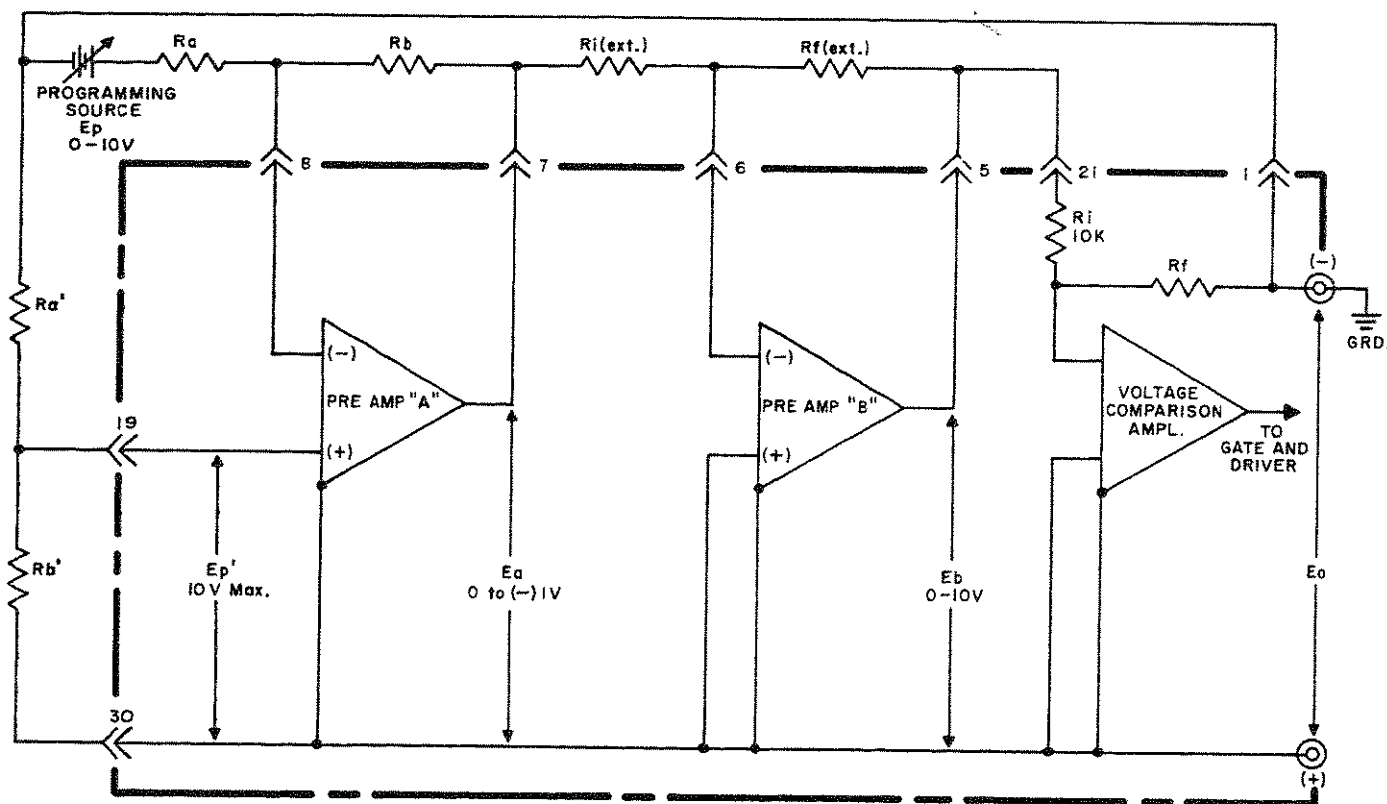 Ra
Rb
Ri(ext.)
Rf(ext.)
PROGRAMMING
SOURCE
Ep
0-10V
8
7
6
5
21
1
Ri
10K
(-)
Rf
GRD.
Ra'
(-)
PRE AMP "A"
(+)
(-)
PRE AMP "B"
(+)
VOLTAGE
COMPARISON
AMPL.
TO
GATE AND
DRIVER
19
Rb'
Ep'
10V Max.
Ea
0 to (-) 1V
Eb
0-10V
Eo
30
(+)